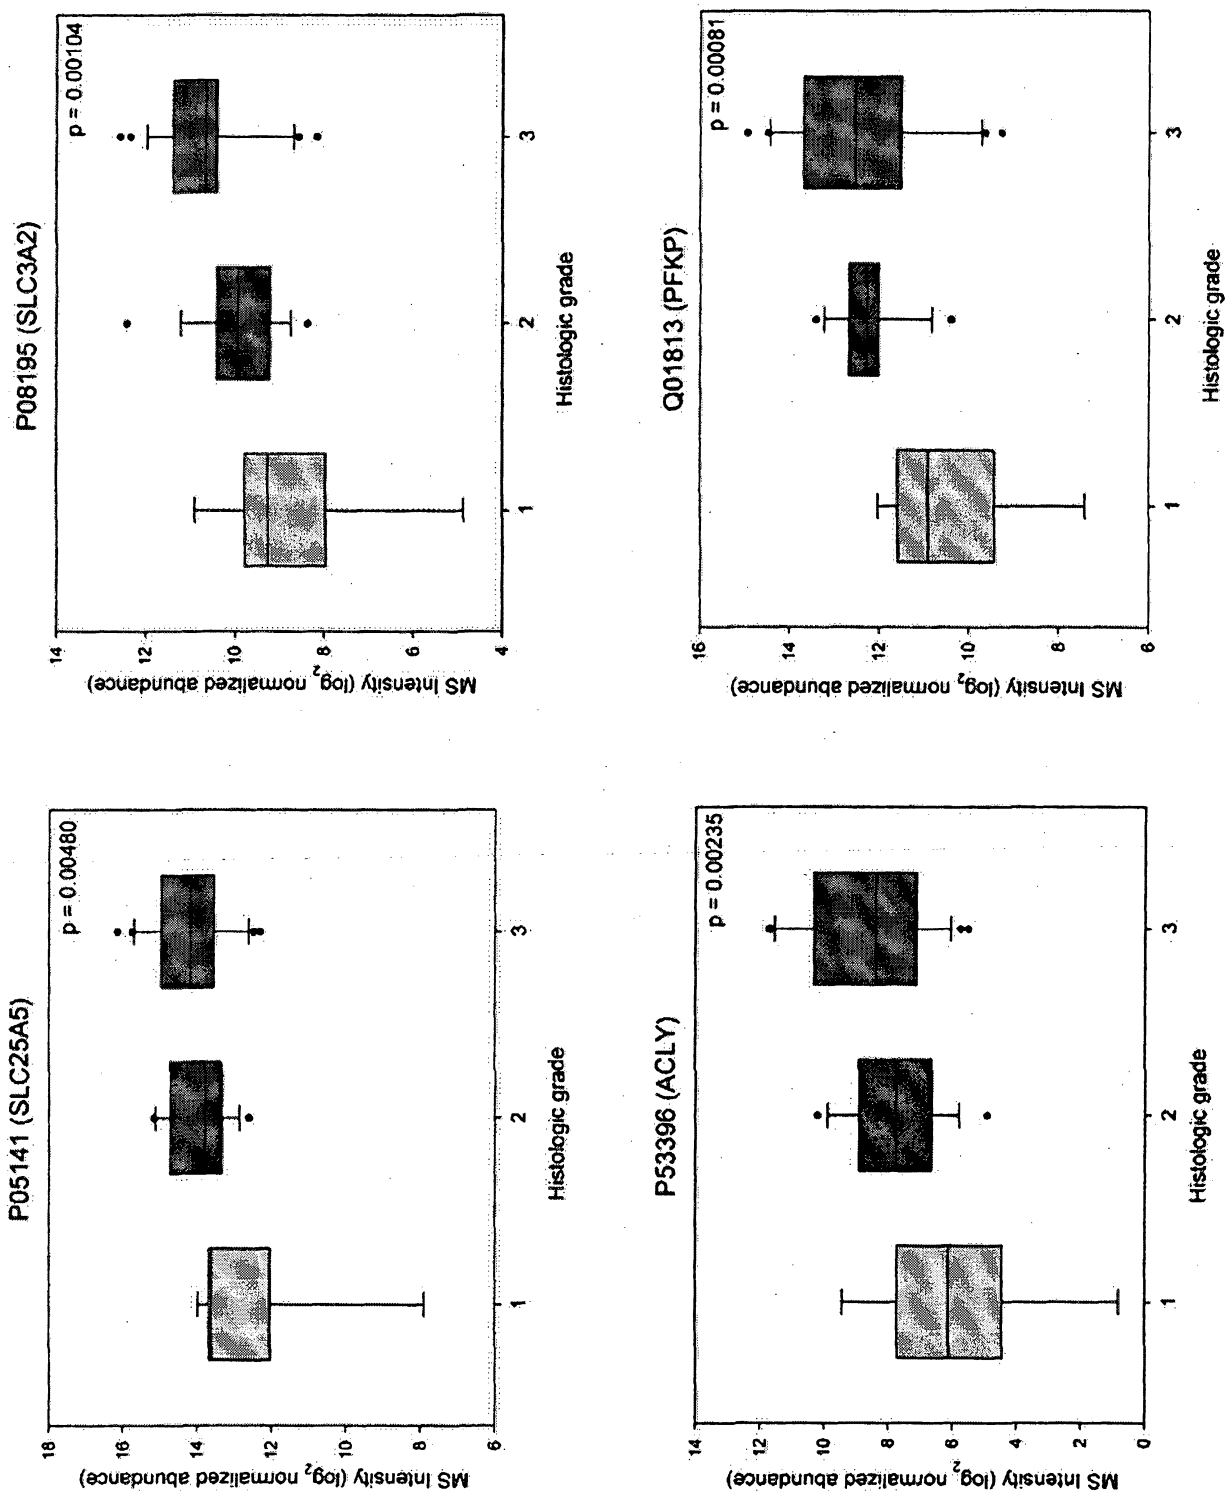 P05141 (SLC25A5)
p = 0.00480
MS Intensity (log2 normalized abundance)
18
16
14
12
10
8
6
1
2
3
Histologic grade
P08195 (SLC3A2)
p = 0.00104
MS Intensity (log2 normalized abundance)
14
12
10
8
6
4
1
2
3
Histologic grade
P53396 (ACLY)
p = 0.00235
MS Intensity (log2 normalized abundance)
14
12
10
8
6
4
2
0
1
2
3
Histologic grade
Q01813 (PFKP)
p = 0.00081
MS Intensity (log2 normalized abundance)
16
14
12
10
8
6
1
2
3
Histologic grade